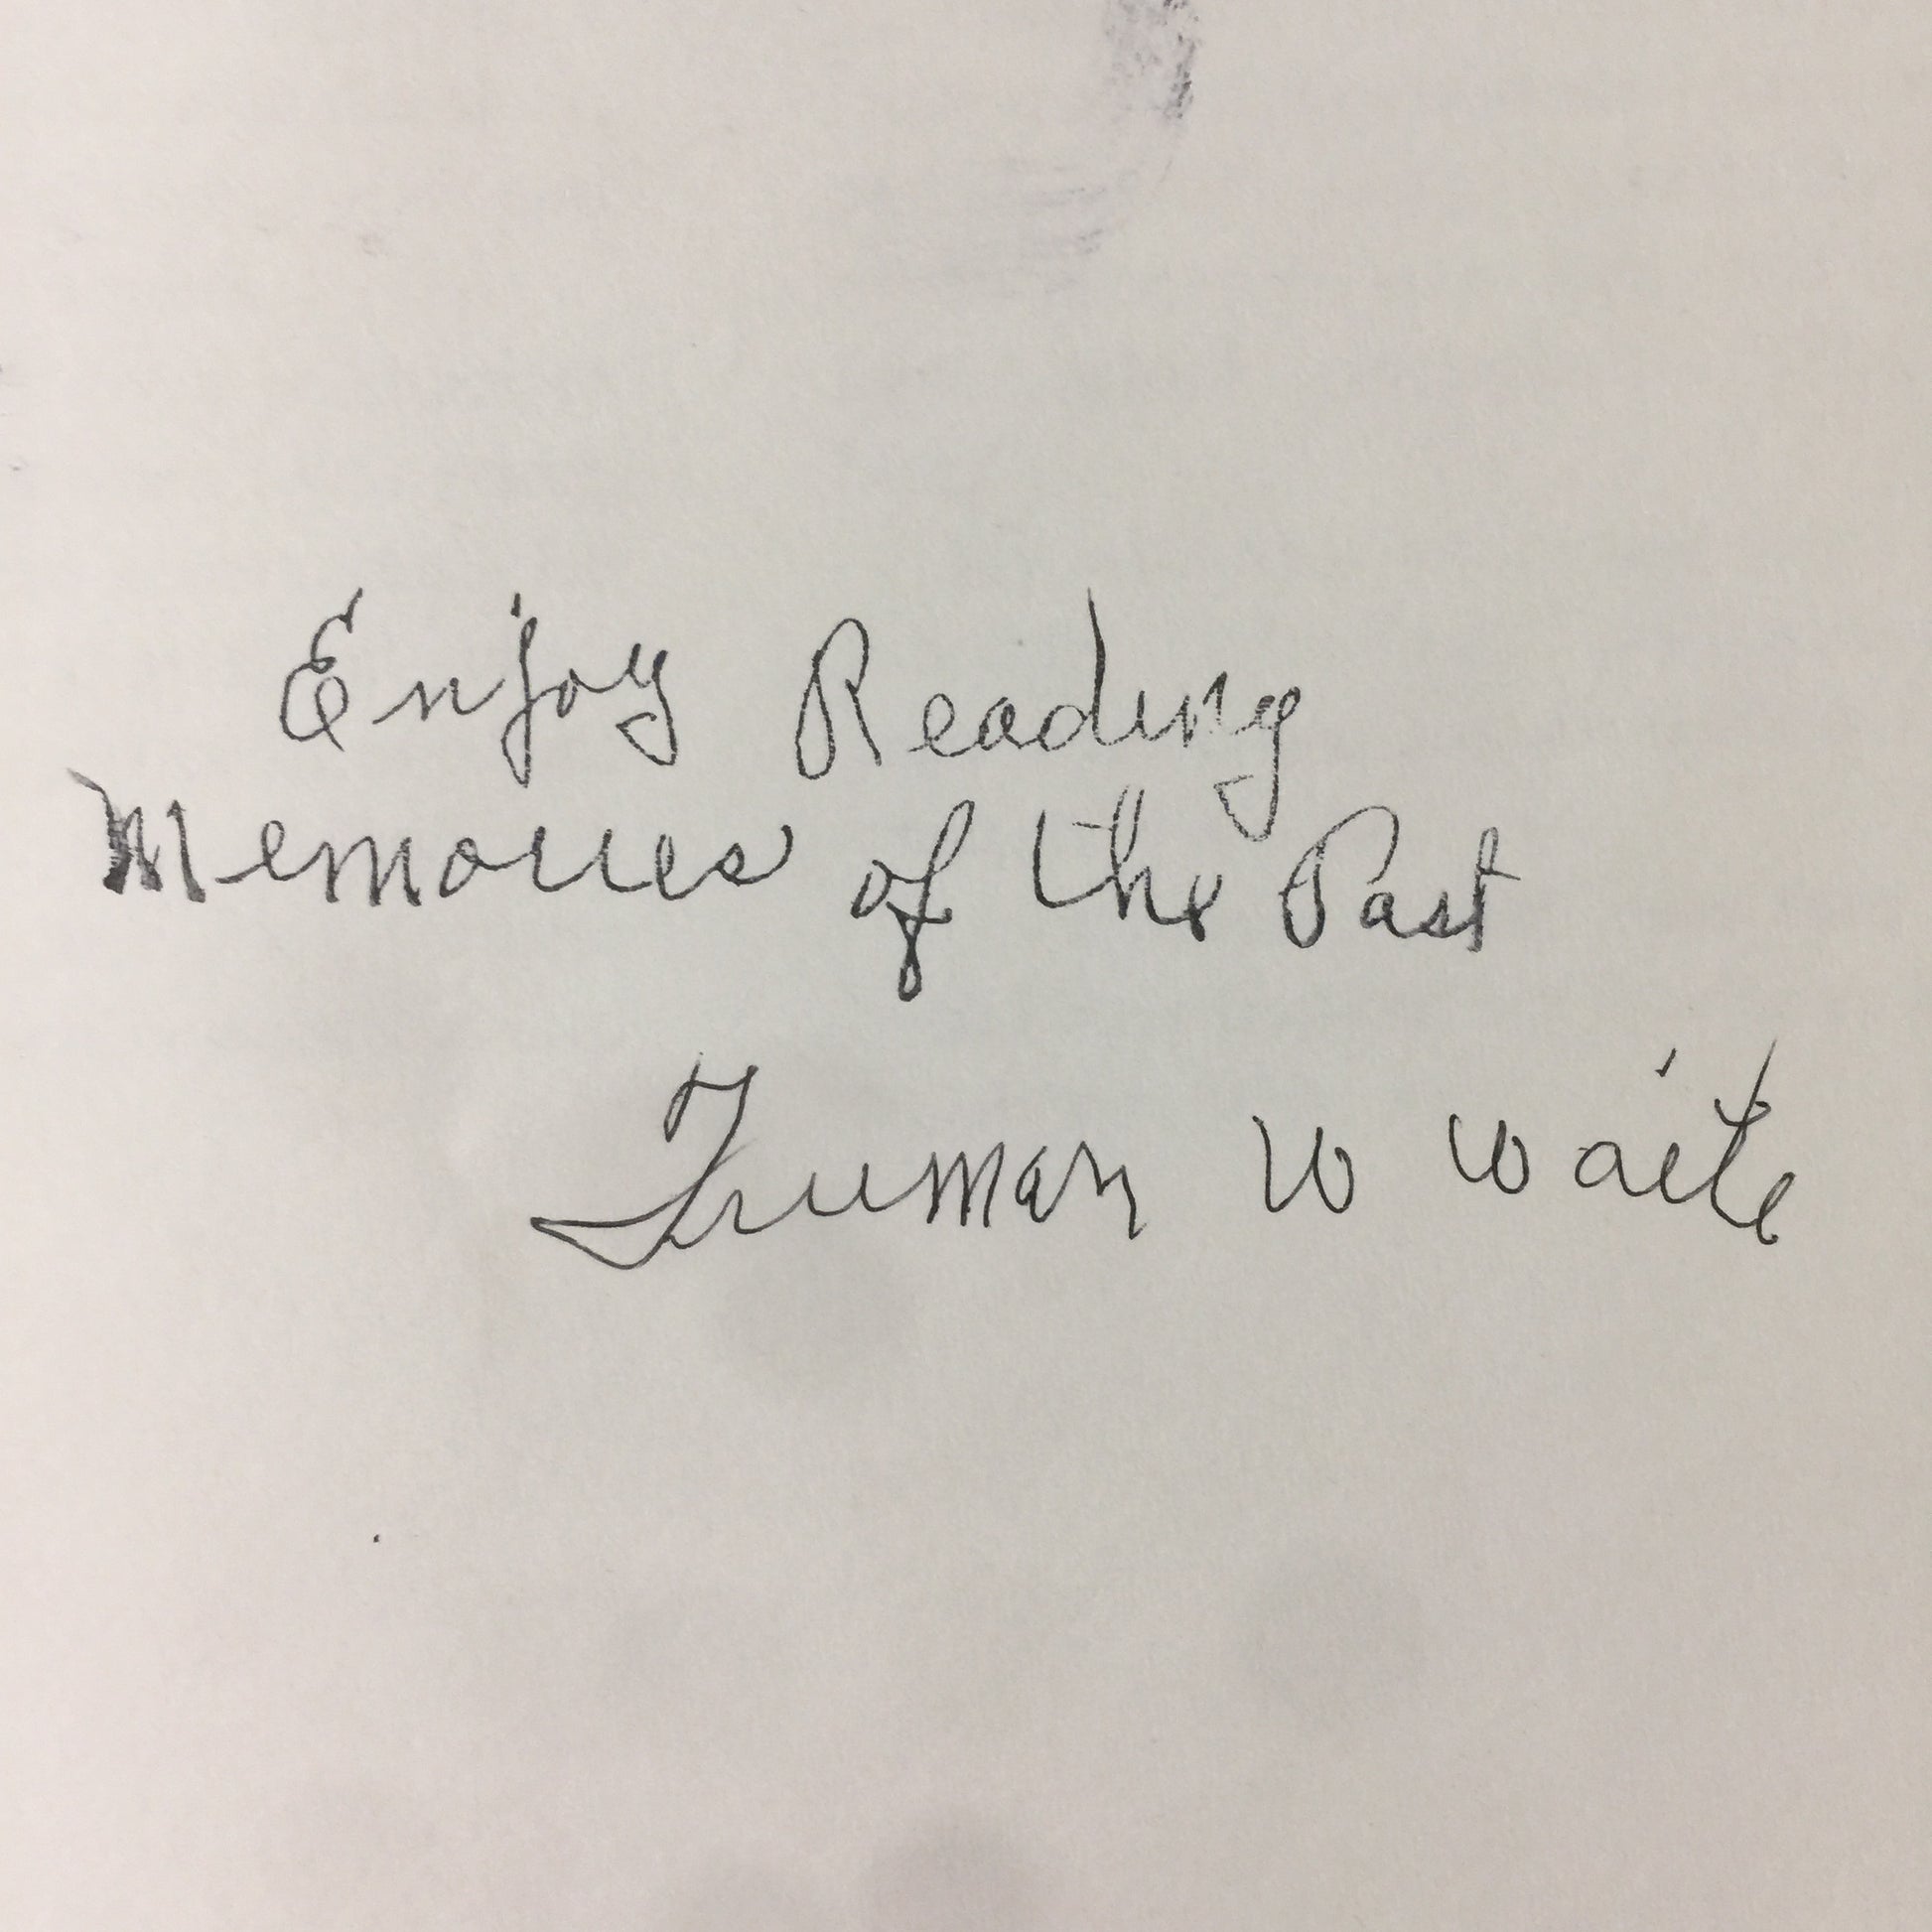 Enjoy Reading
Memories of the Past
Truman W Waite